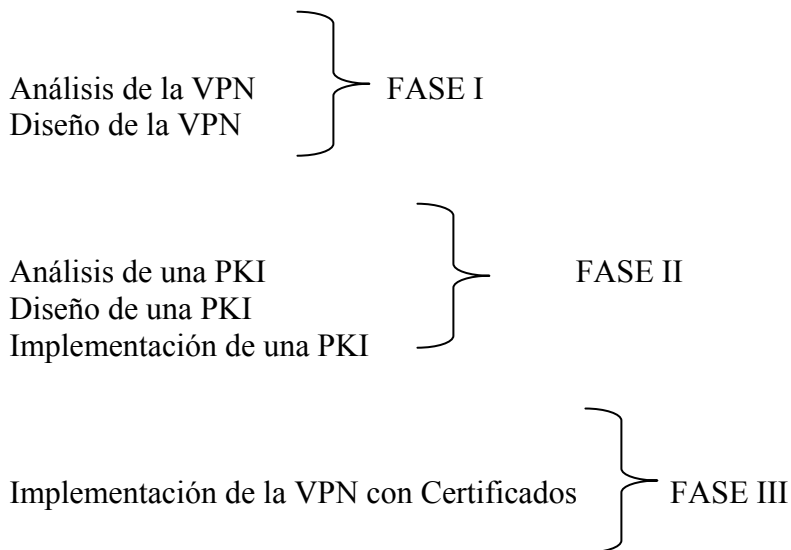 Análisis de la VPN FASE I
Diseño de la VPN
Análisis de una PKI FASE II
Diseño de una PKI
Implementación de una PKI
Implementación de la VPN con Certificados FASE III